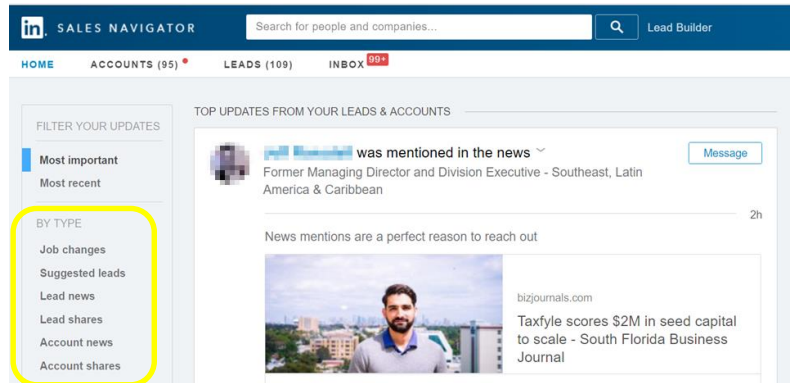 in. SALES NAVIGATOR
Search for people and companies...
Lead Builder
HOME
ACCOUNTS (95)
LEADS (109)
INBOX 99+
FILTER YOUR UPDATES
Most important
Most recent
BY TYPE
Job changes
Suggested leads
Lead news
Lead shares
Account news
Account shares
TOP UPDATES FROM YOUR LEADS & ACCOUNTS
was mentioned in the news
Message
Former Managing Director and Division Executive - Southeast, Latin
America & Caribbean
2h
News mentions are a perfect reason to reach out
bizjournals.com
Taxfyle scores $2M in seed capital
to scale - South Florida Business
Journal